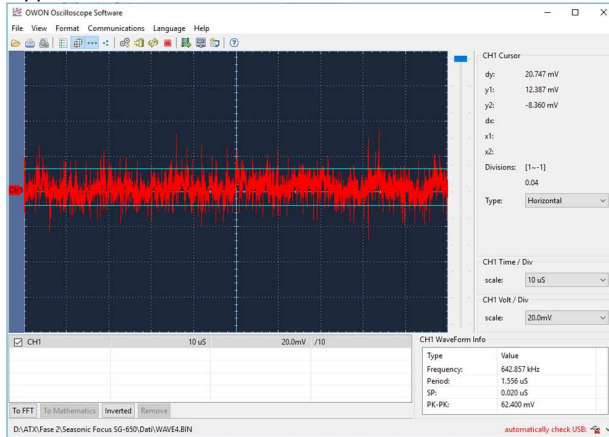 OWON Oscilloscope Software
File View Format Communications Language Help
CH1 Cursor
dy: 20.747 mV
y1: 12.387 mV
y2: -8.360 mV
dx:
x1:
x2:
Divisions: [1~-1]
0.04
Type: Horizontal
CH1
CH1 Time / Div
scale: 10 uS
CH1 Volt / Div
scale: 20.0mV
CH1 10 uS 20.0mV /10
CH1 WaveForm Info
Type Value
Frequency: 642.857 kHz
Period: 1.556 uS
SP: 0.020 uS
PK-PK: 62.400 mV
To FFT To Mathematics Inverted Remove
D:\ATX\Fase 2\Seasonic Focus SG-650\Dati\WAVE4.BIN
automatically check USB: